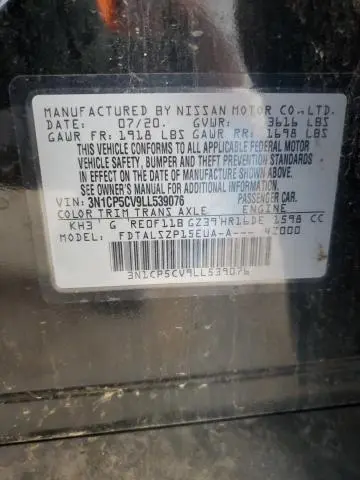 MANUFACTURED BY NISSAN MOTOR CO.,LTD.
DATE: 07/20. GVWR: 3616 LBS
GAWR FR: 1918 LBS GAWR RR: 1698 LBS
THIS VEHICLE CONFORMS TO ALL APPLICABLE FEDERAL MOTOR
VEHICLE SAFETY, BUMPER AND THEFT PREVENTION STANDARDS
IN EFFECT ON THE DATE OF MANUFACTURE SHOWN ABOVE.
SEE OWNER'S MANUAL FOR ADDITIONAL INFORMATION.
VIN: 3N1CP5CV9LL539076 PASSENGER CAR.
COLOR TRIM TRANS AXLE ENGINE
KH3 G RE0F11B GZ39 HR16DE 1598 CC
MODEL: FDTALSZP15EUA-A--- 4Z000
3N1CP5CV9LL539076